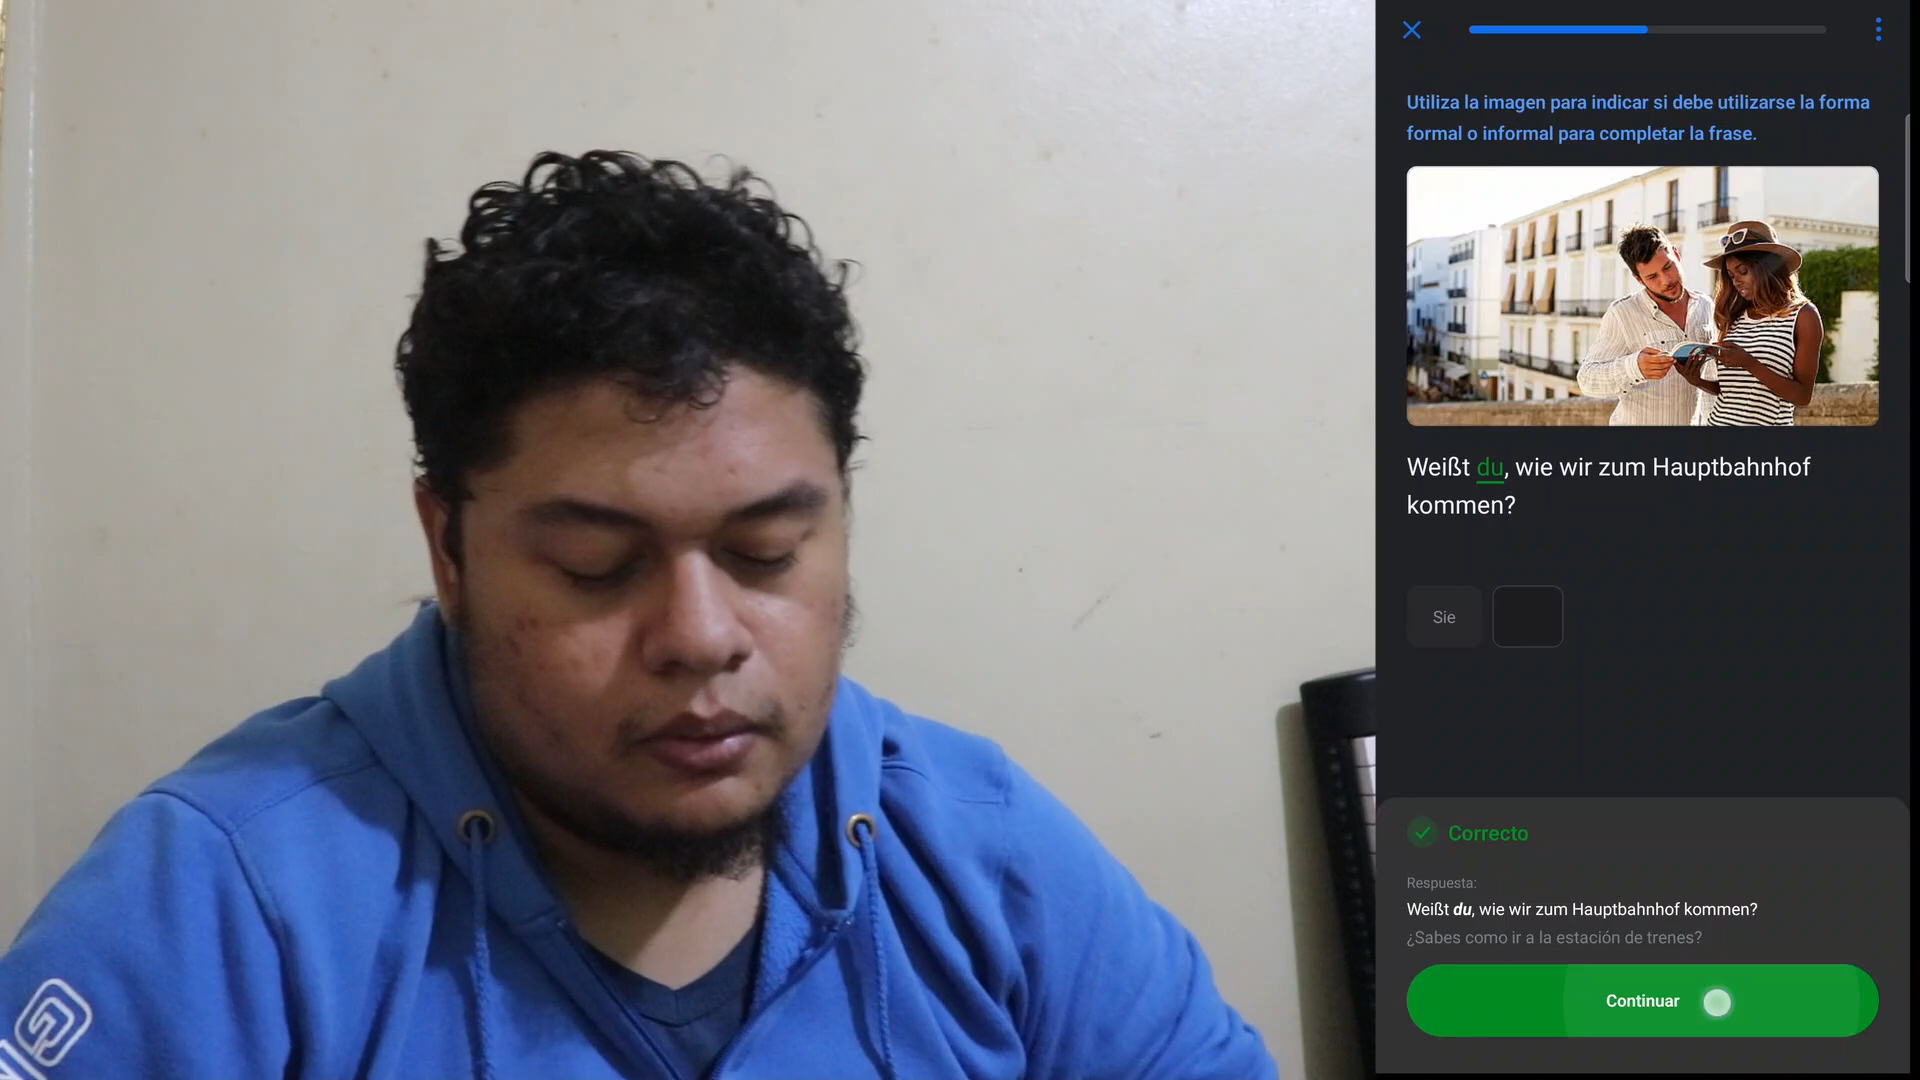 Utiliza la imagen para indicar si debe utilizarse la forma
formal o informal para completar la frase.
Weißt du, wie wir zum Hauptbahnhof
kommen?
Sie
Correcto
Respuesta:
Weißt du, wie wir zum Hauptbahnhof kommen?
¿Sabes como ir a la estación de trenes?
Continuar